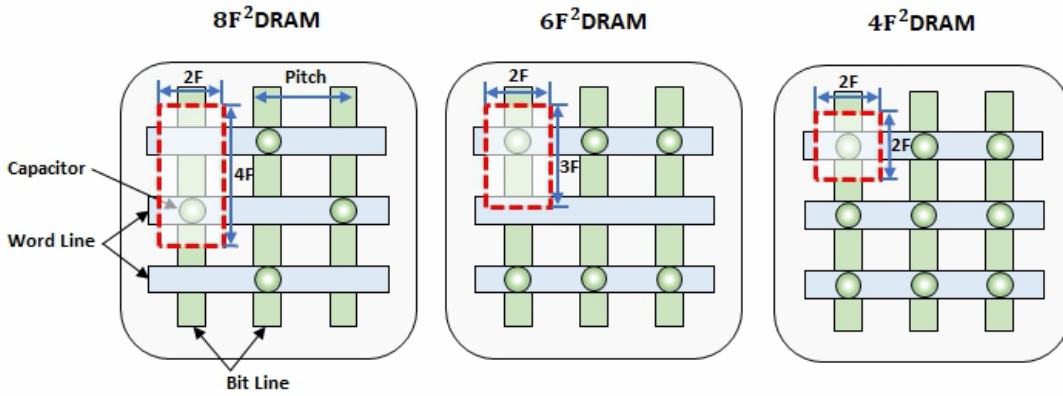 8F²DRAM
6F²DRAM
4F²DRAM
2F
Pitch
2F
2F
4F
3F
2F
Capacitor
Word Line
Bit Line